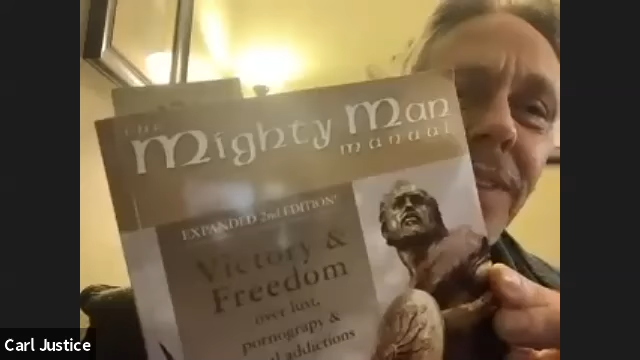 the
Mighty Man
manual
EXPANDED 2nd EDITION!
Victory &
Freedom
over lust,
pornograpy &
addictions
Carl Justice